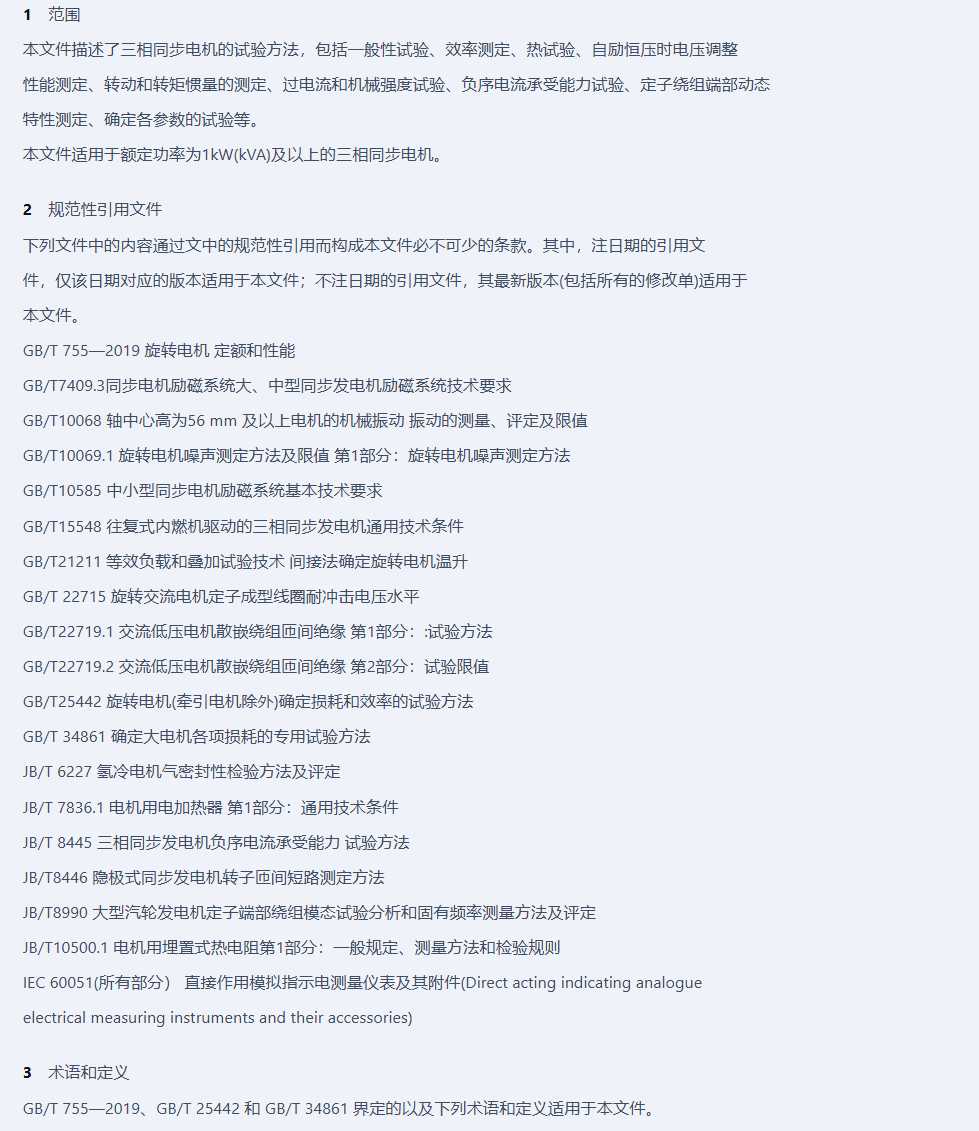 1 范围
本文件描述了三相同步电机的试验方法，包括一般性试验、效率测定、热试验、自励恒压时电压调整
性能测定、转动和转矩惯量的测定、过电流和机械强度试验、负序电流承受能力试验、定子绕组端部动态
特性测定、确定各参数的试验等。
本文件适用于额定功率为1kW(kVA)及以上的三相同步电机。
2 规范性引用文件
下列文件中的内容通过文中的规范性引用而构成本文件必不可少的条款。其中，注日期的引用文
件，仅该日期对应的版本适用于本文件；不注日期的引用文件，其最新版本(包括所有的修改单)适用于
本文件。
GB/T 755—2019 旋转电机 定额和性能
GB/T7409.3同步电机励磁系统大、中型同步发电机励磁系统技术要求
GB/T10068 轴中心高为56 mm 及以上电机的机械振动 振动的测量、评定及限值
GB/T10069.1 旋转电机噪声测定方法及限值 第1部分：旋转电机噪声测定方法
GB/T10585 中小型同步电机励磁系统基本技术要求
GB/T15548 往复式内燃机驱动的三相同步发电机通用技术条件
GB/T21211 等效负载和叠加试验技术 间接法确定旋转电机温升
GB/T 22715 旋转交流电机定子成型线圈耐冲击电压水平
GB/T22719.1 交流低压电机散嵌绕组匝间绝缘 第1部分：:试验方法
GB/T22719.2 交流低压电机散嵌绕组匝间绝缘 第2部分：试验限值
GB/T25442 旋转电机(牵引电机除外)确定损耗和效率的试验方法
GB/T 34861 确定大电机各项损耗的专用试验方法
JB/T 6227 氢冷电机气密封性检验方法及评定
JB/T 7836.1 电机用电加热器 第1部分：通用技术条件
JB/T 8445 三相同步发电机负序电流承受能力 试验方法
JB/T8446 隐极式同步发电机转子匝间短路测定方法
JB/T8990 大型汽轮发电机定子端部绕组模态试验分析和固有频率测量方法及评定
JB/T10500.1 电机用埋置式热电阻第1部分：一般规定、测量方法和检验规则
IEC 60051(所有部分） 直接作用模拟指示电测量仪表及其附件(Direct acting indicating analogue
electrical measuring instruments and their accessories)
3 术语和定义
GB/T 755—2019、GB/T 25442 和 GB/T 34861 界定的以及下列术语和定义适用于本文件。